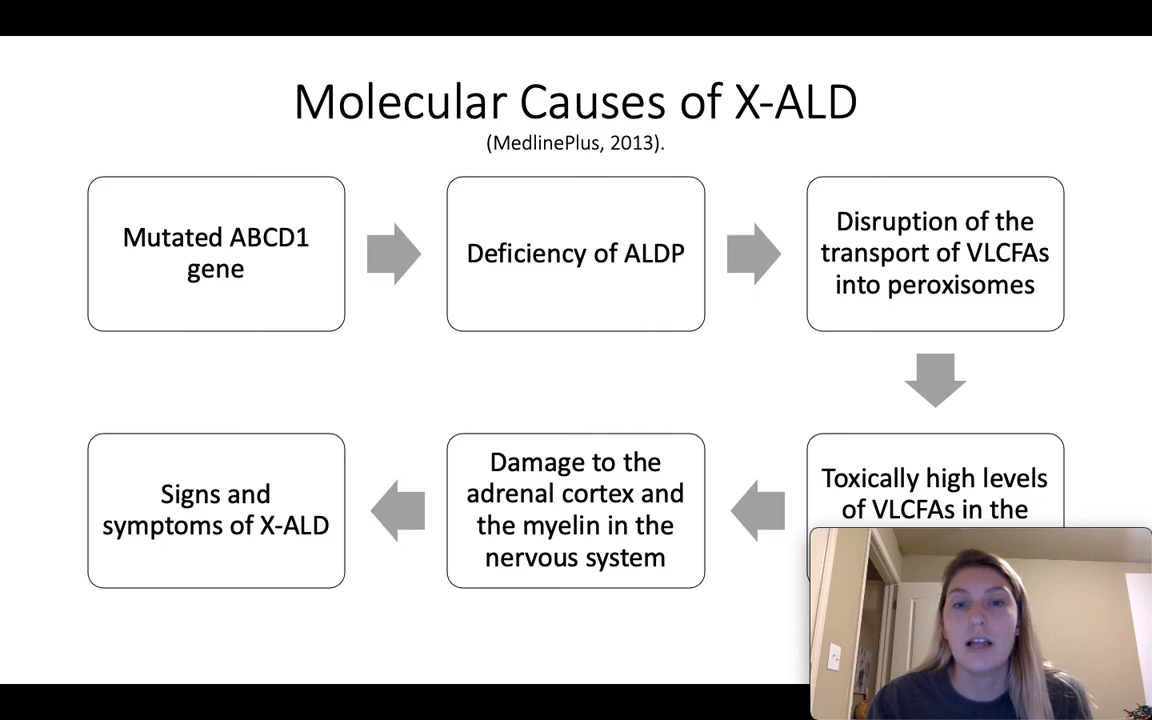 Molecular Causes of X-ALD
(MedlinePlus, 2013).
Mutated ABCD1
gene
Deficiency of ALDP
Disruption of the
transport of VLCFAs
into peroxisomes
Toxically high levels
of VLCFAs in the
Damage to the
adrenal cortex and
the myelin in the
nervous system
Signs and
symptoms of X-ALD